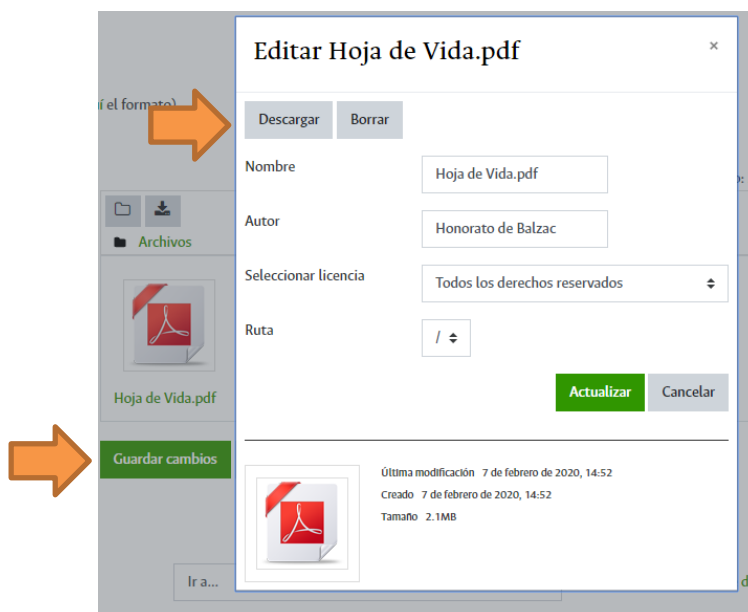 Editar Hoja de Vida.pdf
×
í el formato)
Descargar Borrar
Nombre Hoja de Vida.pdf
Autor Honorato de Balzac
Archivos
Seleccionar licencia Todos los derechos reservados
Ruta /
Hoja de Vida.pdf
Actualizar Cancelar
Guardar cambios
Última modificación 7 de febrero de 2020, 14:52
Creado 7 de febrero de 2020, 14:52
Tamaño 2.1MB
Ir a...